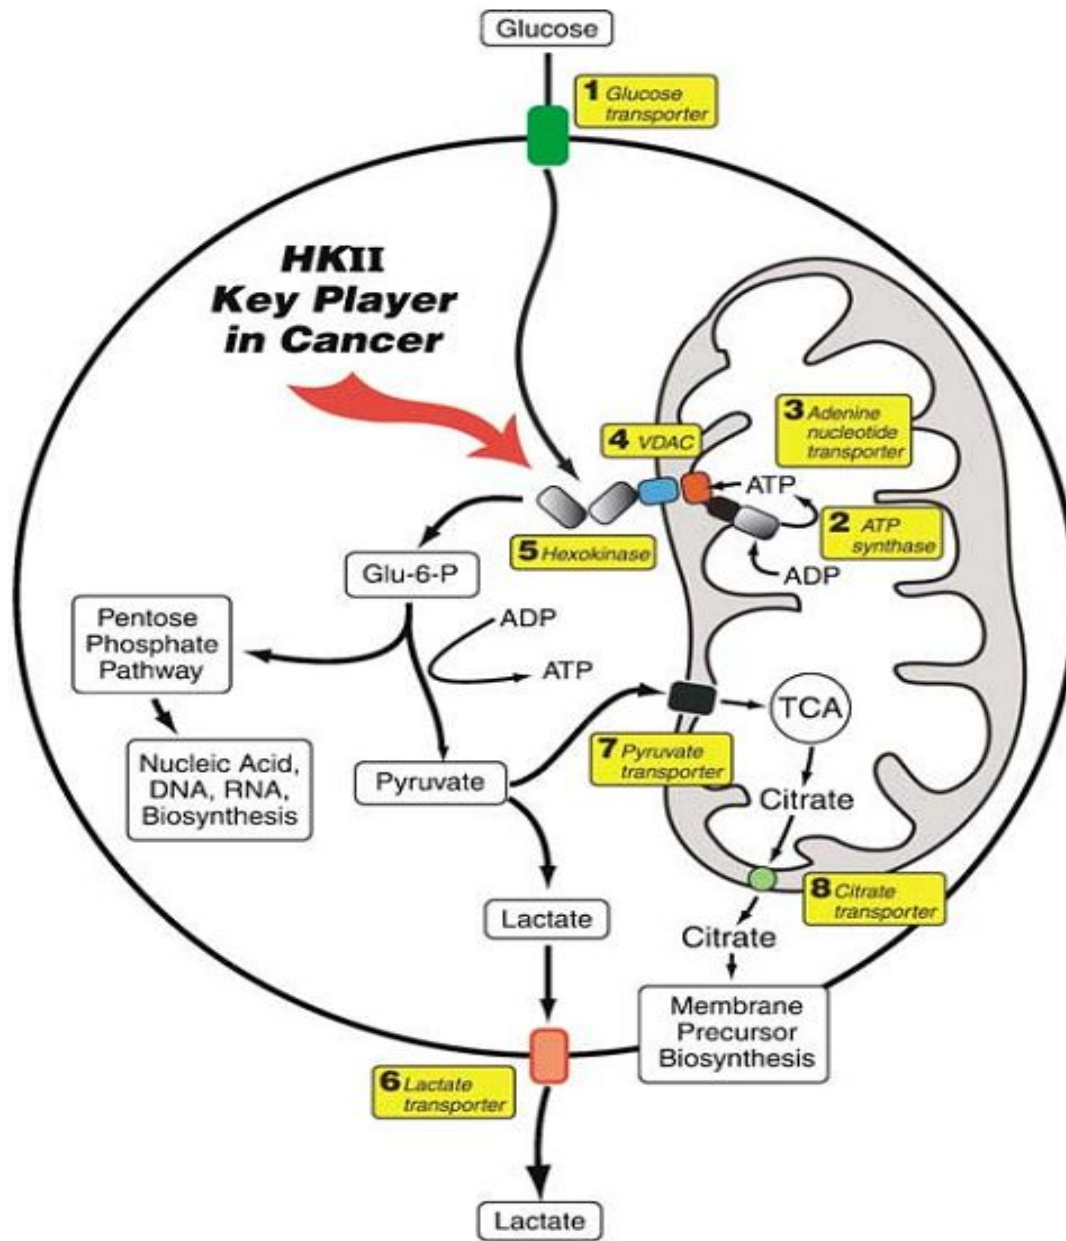 Glucose
1 Glucose
transporter
HKII
Key Player
in Cancer
3 Adenine
nucleotide
transporter
4 VDAC
ATP
2 ATP
synthase
5 Hexokinase
ADP
Glu-6-P
Pentose
Phosphate
Pathway
ADP
ATP
TCA
7 Pyruvate
transporter
Nucleic Acid,
DNA, RNA,
Biosynthesis
Pyruvate
Citrate
8 Citrate
transporter
Lactate
Citrate
Membrane
Precursor
Biosynthesis
6 Lactate
transporter
Lactate